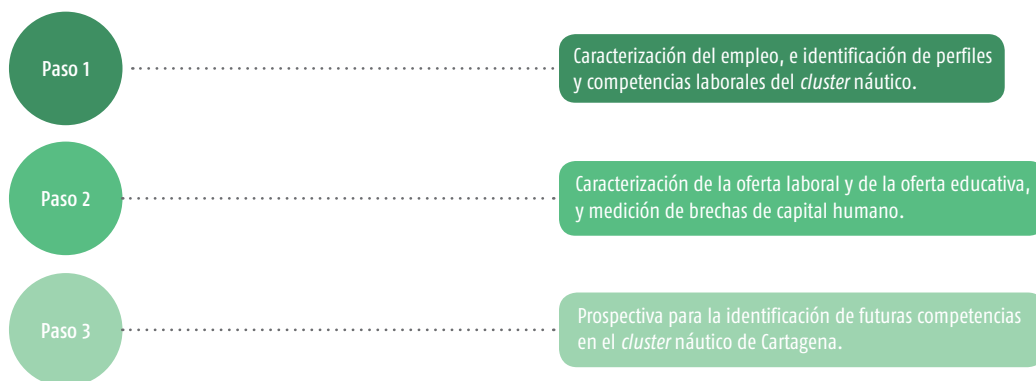 Paso 1
Caracterización del empleo, e identificación de perfiles
y competencias laborales del cluster náutico.
Paso 2
Caracterización de la oferta laboral y de la oferta educativa,
y medición de brechas de capital humano.
Paso 3
Prospectiva para la identificación de futuras competencias
en el cluster náutico de Cartagena.